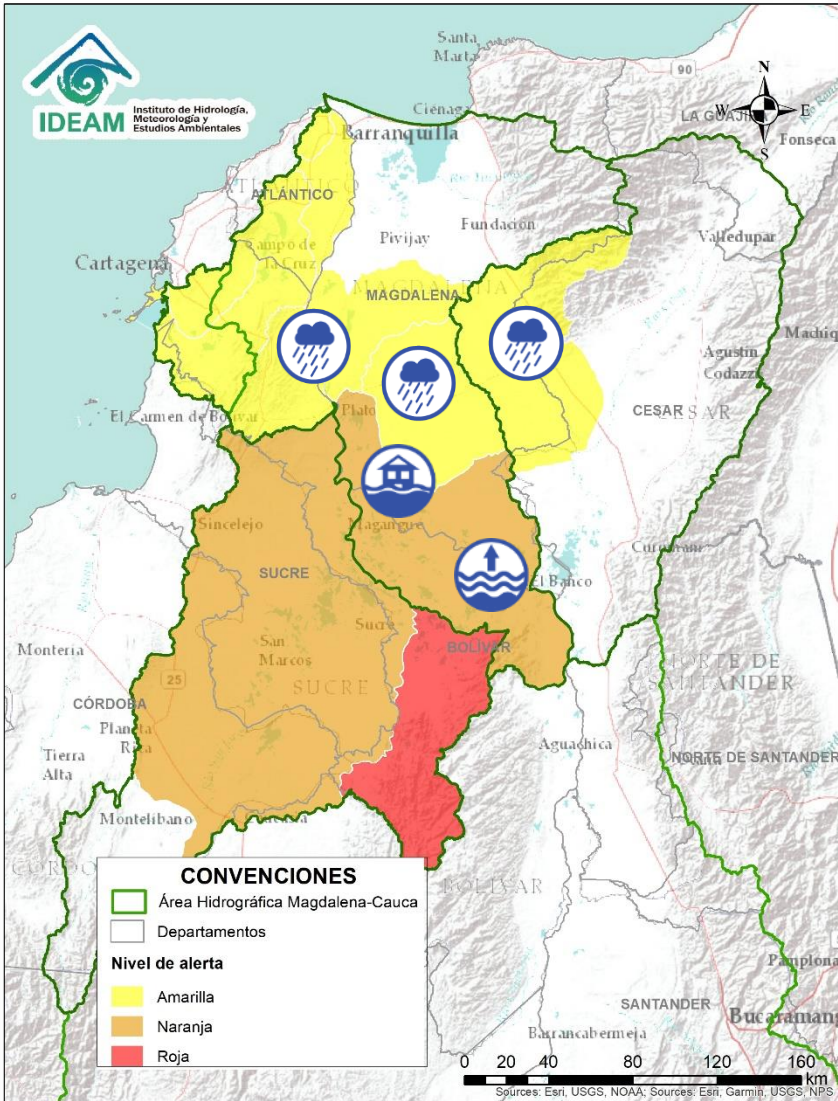 IDEAM
Instituto de Hidrología,
Meteorología y
Estudios Ambientales
Santa
Marta
90
N
W
E
S
Ciénaga
LA GUAJIRA
Barranquilla
Fonseca
ATLÁNTICO
Fundación
Pivijay
Valledupar
Campo de
la Cruz
Cartagena
MAGDALENA
MAGDALENA
Agustín
Codazzi
El Carmen de Bolívar
Plato
CESAR
CESAR
Sincelejo
Magangue
SUCRE
El Banco
Sucre
BOLÍVAR
Montería
San
Marcos
NORTE DE
SANTANDER
25
SUCRE
CÓRDOBA
Planeta
Rica
Aguachica
NORTE DE SANTANDER
Tierra
Alta
Montelíbano
BOLÍVAR
CONVENCIONES
Área Hidrográfica Magdalena-Cauca
Departamentos
Nivel de alerta
Amarilla
Naranja
Roja
Pamplona
SANTANDER
Bucaramang
Barrancabermeja
0 20 40 80 120 160
km
Sources: Esri, USGS, NOAA; Sources: Esri, Garmin, USGS, NPS